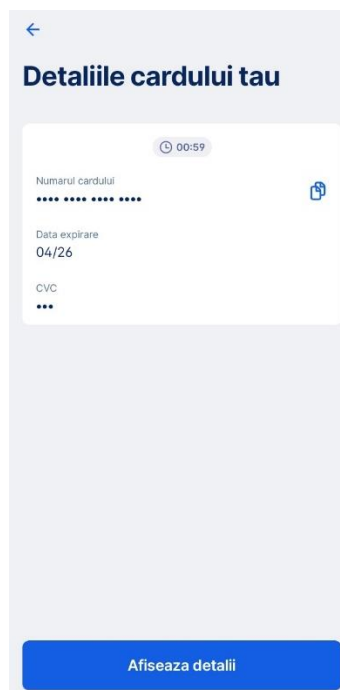 Detaliile cardului tau
00:59
Numarul cardului
•••• •••• •••• ••••
Data expirare
04/26
CVC
•••
Afiseaza detalii